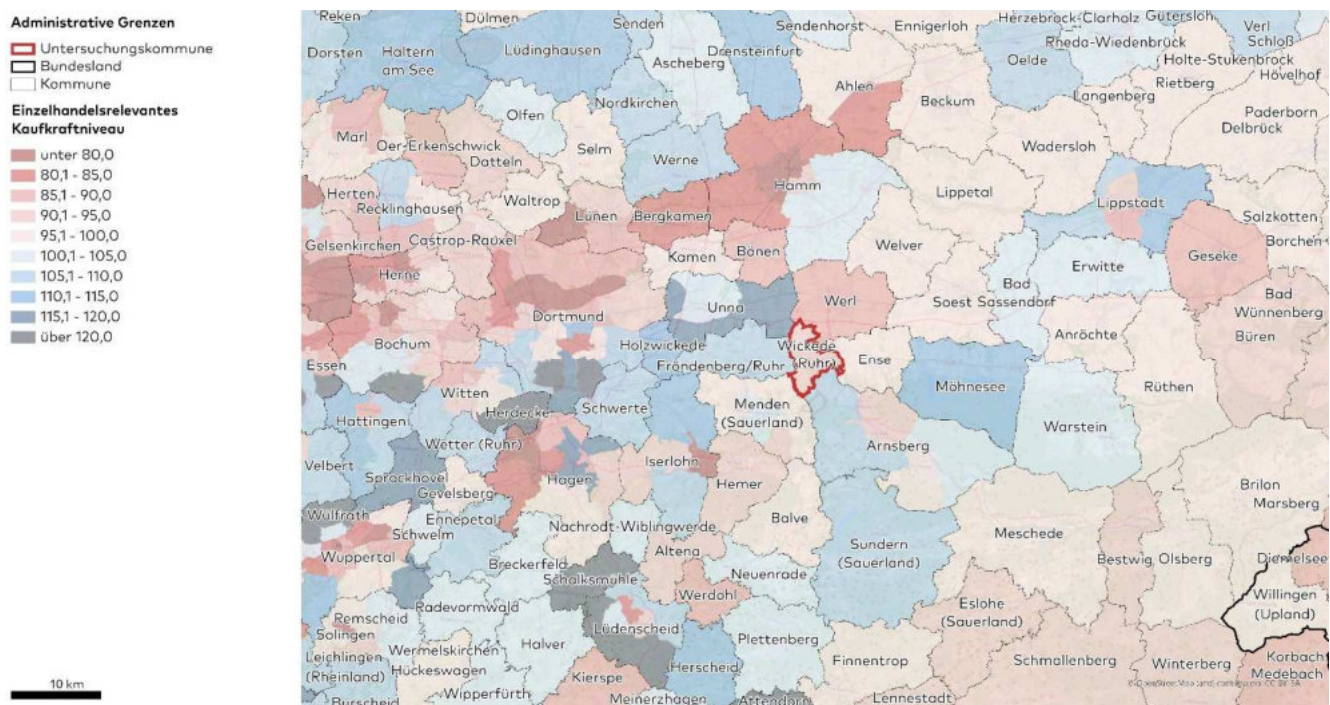 Administrative Grenzen
Untersuchungskommune
Bundesland
Kommune
Einzelhandelsrelevantes
Kaufkraftniveau
unter 80,0
80,1 - 85,0
85,1 - 90,0
90,1 - 95,0
95,1 - 100,0
100,1 - 105,0
105,1 - 110,0
110,1 - 115,0
115,1 - 120,0
über 120,0
10 km
Reken
Dülmen
Senden
Sendenhorst
Ennigerloh
Herzebrock-Clarholz
Gütersloh
Verl
Schloß
Holte-Stukenbrock
Dorsten
Haltern
am See
Lüdinghausen
Ascheberg
Drensteinfurt
Oelde
Rheda-Wiedenbrück
Rietberg
Hövelhof
Ahlen
Beckum
Langenberg
Nordkirchen
Olfen
Paderborn
Delbrück
Marl
Oer-Erkenschwick
Datteln
Selm
Werne
Wadersloh
Herten
Recklinghausen
Waltrop
Lünen
Bergkamen
Hamm
Lippetal
Lippstadt
Salzkotten
Gelsenkirchen
Castrop-Rauxel
Kamen
Bönen
Welver
Borchen
Herne
Erwitte
Geseke
Unna
Werl
Soest
Bad
Sassendorf
Bad
Wünnenberg
Dortmund
Anröchte
Büren
Essen
Bochum
Holzwickede
Wickede
(Ruhr)
Fröndenberg/Ruhr
Ense
Möhnesee
Rüthen
Witten
Hattingen
Herdecke
Schwerte
Menden
(Sauerland)
Warstein
Wetter (Ruhr)
Arnsberg
Velbert
Sprockhövel
Iserlohn
Hagen
Hemer
Gevelsberg
Brilon
Marsberg
Wülfrath
Ennepetal
Schwelm
Nachrodt-Wiblingwerde
Balve
Meschede
Wuppertal
Altena
Sundern
(Sauerland)
Bestwig
Olsberg
Diemelsee
Breckerfeld
Schalksmühle
Neuenrade
Werdohl
Willingen
(Upland)
Radevormwald
Remscheid
Eslohe
(Sauerland)
Solingen
Lüdenscheid
Plettenberg
Halver
Wermelskirchen
Leichlingen
(Rheinland)
Hückeswagen
Herscheid
Finnentrop
Schmallenberg
Winterberg
Korbach
Medebach
Kierspe
Wipperfürth
Burscheid
Meinerzhagen
Attendorn
Lennestadt